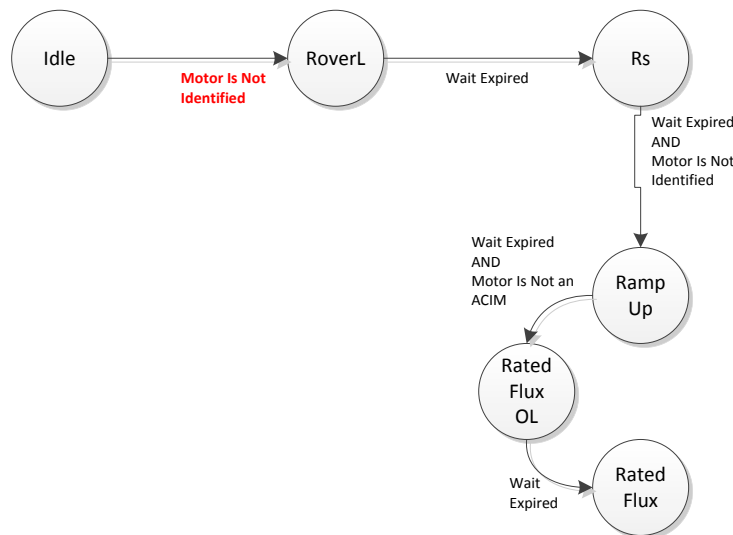 Idle
RoverL
Rs
Motor Is Not
Identified
Wait Expired
Wait Expired
AND
Motor Is Not
Identified
Wait Expired
AND
Motor Is Not an
ACIM
Ramp
Up
Rated
Flux
OL
Wait
Expired
Rated
Flux